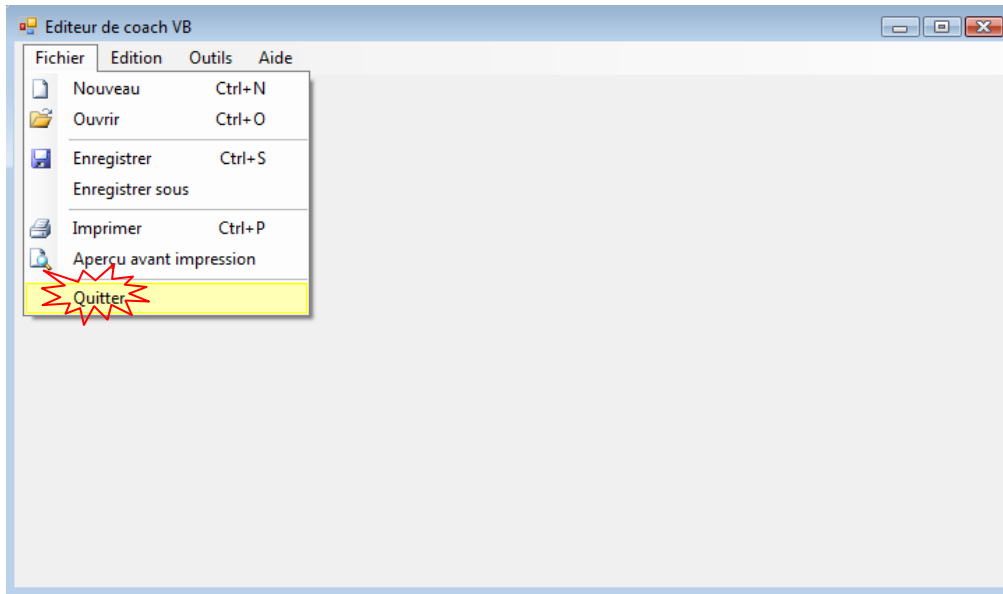 Editeur de coach VB
Fichier Edition Outils Aide
Nouveau Ctrl+N
Ouvrir Ctrl+O
Enregistrer Ctrl+S
Enregistrer sous
Imprimer Ctrl+P
Aperçu avant impression
Quitter